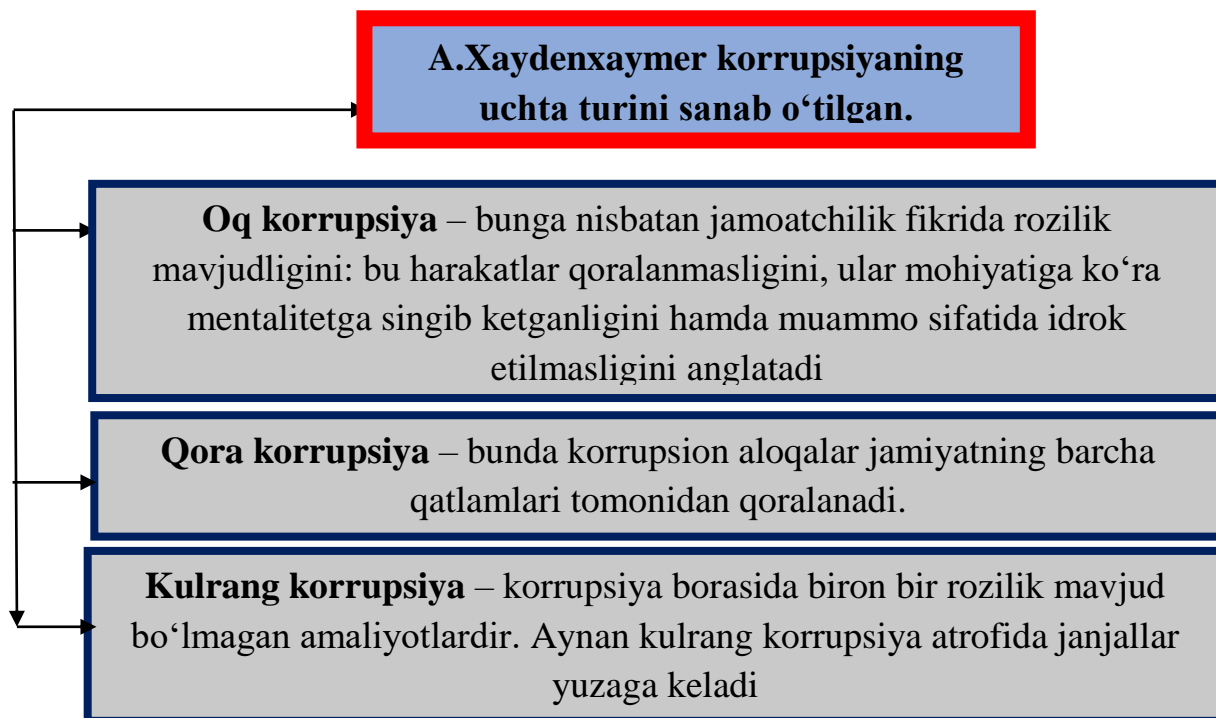 A.Xaydenxaymer korrupsiyaning
uchta turini sanab o‘tilgan.
Oq korrupsiya – bunga nisbatan jamoatchilik fikrida rozilik
mavjudligini: bu harakatlar qoralanmasligini, ular mohiyatiga ko‘ra
mentalitetga singib ketganligini hamda muammo sifatida idrok
etilmasligini anglatadi
Qora korrupsiya – bunda korrupsion aloqalar jamiyatning barcha
qatlamlari tomonidan qoralanadi.
Kulrang korrupsiya – korrupsiya borasida biron bir rozilik mavjud
bo‘lmagan amaliyotlardir. Aynan kulrang korrupsiya atrofida janjallar
yuzaga keladi